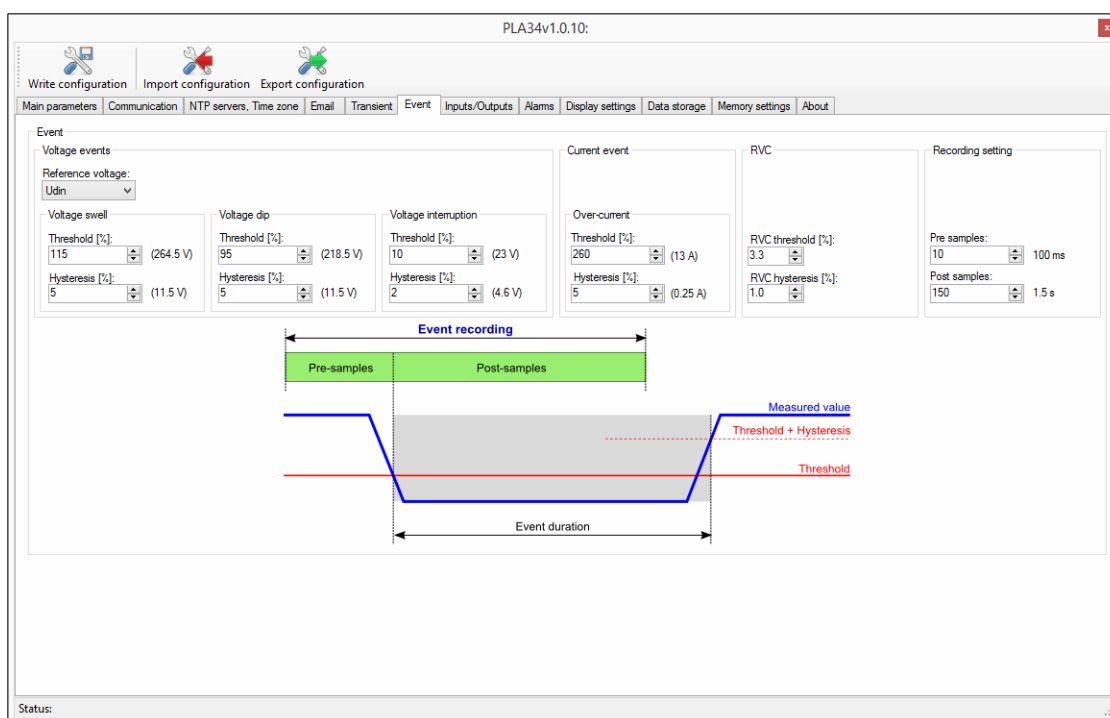 PLA34v1.0.10:
x
Write configuration Import configuration Export configuration
Main parameters Communication NTP servers, Time zone Email Transient Event Inputs/Outputs Alarms Display settings Data storage Memory settings About
Event
Voltage events Current event RVC Recording setting
Reference voltage:
Udin
Voltage swell Voltage dip Voltage interruption Over-current
Threshold [%]: Threshold [%]: Threshold [%]: Threshold [%]: RVC threshold [%]: Pre samples:
115 (264.5 V) 95 (218.5 V) 10 (23 V) 260 (13 A) 3.3 10 100 ms
Hysteresis [%]: Hysteresis [%]: Hysteresis [%]: Hysteresis [%]: RVC hysteresis [%]: Post samples:
5 (11.5 V) 5 (11.5 V) 2 (4.6 V) 5 (0.25 A) 1.0 150 1.5 s
Event recording
Pre-samples Post-samples
Measured value
Threshold + Hysteresis
Threshold
Event duration
Status: